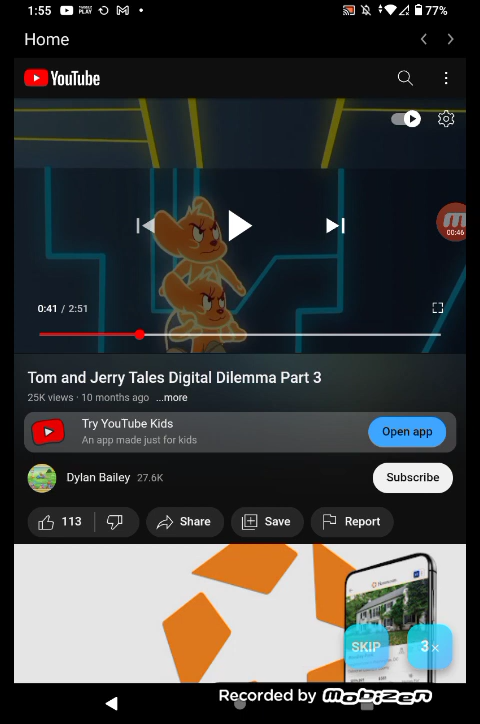 1:55
77%
Home
YouTube
00:46
0:41 / 2:51
Tom and Jerry Tales Digital Dilemma Part 3
25K views · 10 months ago ...more
Try YouTube Kids
An app made just for kids
Open app
Dylan Bailey 27.6K
Subscribe
113
Share
Save
Report
SKIP
3×
Recorded by Mobizen